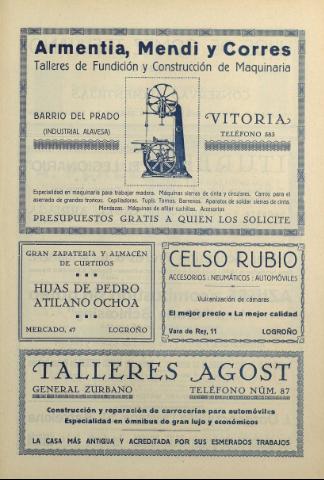 Armentia, Mendi y Corres
Talleres de Fundición y Construcción de Maquinaria
BARRIO DEL PRADO
(INDUSTRIAL ALAVESA)
VITORIA
TELÉFONO 583
Especialidad en maquinaria para trabajar madera. Máquinas sierras de cinta y circulares. Carros para el
aserrado de grandes troncos. Cepilladoras. Tupis. Tornos. Barrenos. Aparatos de soldar sierras de cinta.
Mordazas. Máquinas de afilar cuchillas. Accesorios
PRESUPUESTOS GRATIS A QUIEN LOS SOLICITE
GRAN ZAPATERÍA Y ALMACÉN
DE CURTIDOS
HIJAS DE PEDRO
ATILANO OCHOA
MERCADO, 47 LOGROÑO
CELSO RUBIO
ACCESORIOS : NEUMÁTICOS : AUTOMÓVILES
Vulcanización de cámaras
El mejor precio • La mejor calidad
Vara de Rey, 11 LOGROÑO
TALLERES AGOST
GENERAL ZURBANO TELÉFONO NÚM. 87
Construcción y reparación de carrocerías para automóviles
Especialidad en ómnibus de gran lujo y económicos
LA CASA MÁS ANTIGUA Y ACREDITADA POR SUS ESMERADOS TRABAJOS